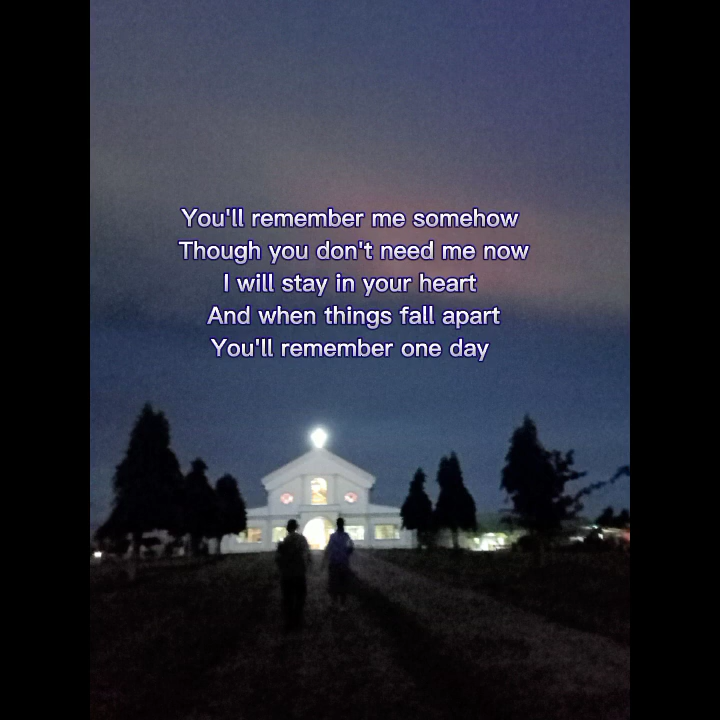 You'll remember me somehow
Though you don't need me now
I will stay in your heart
And when things fall apart
You'll remember one day